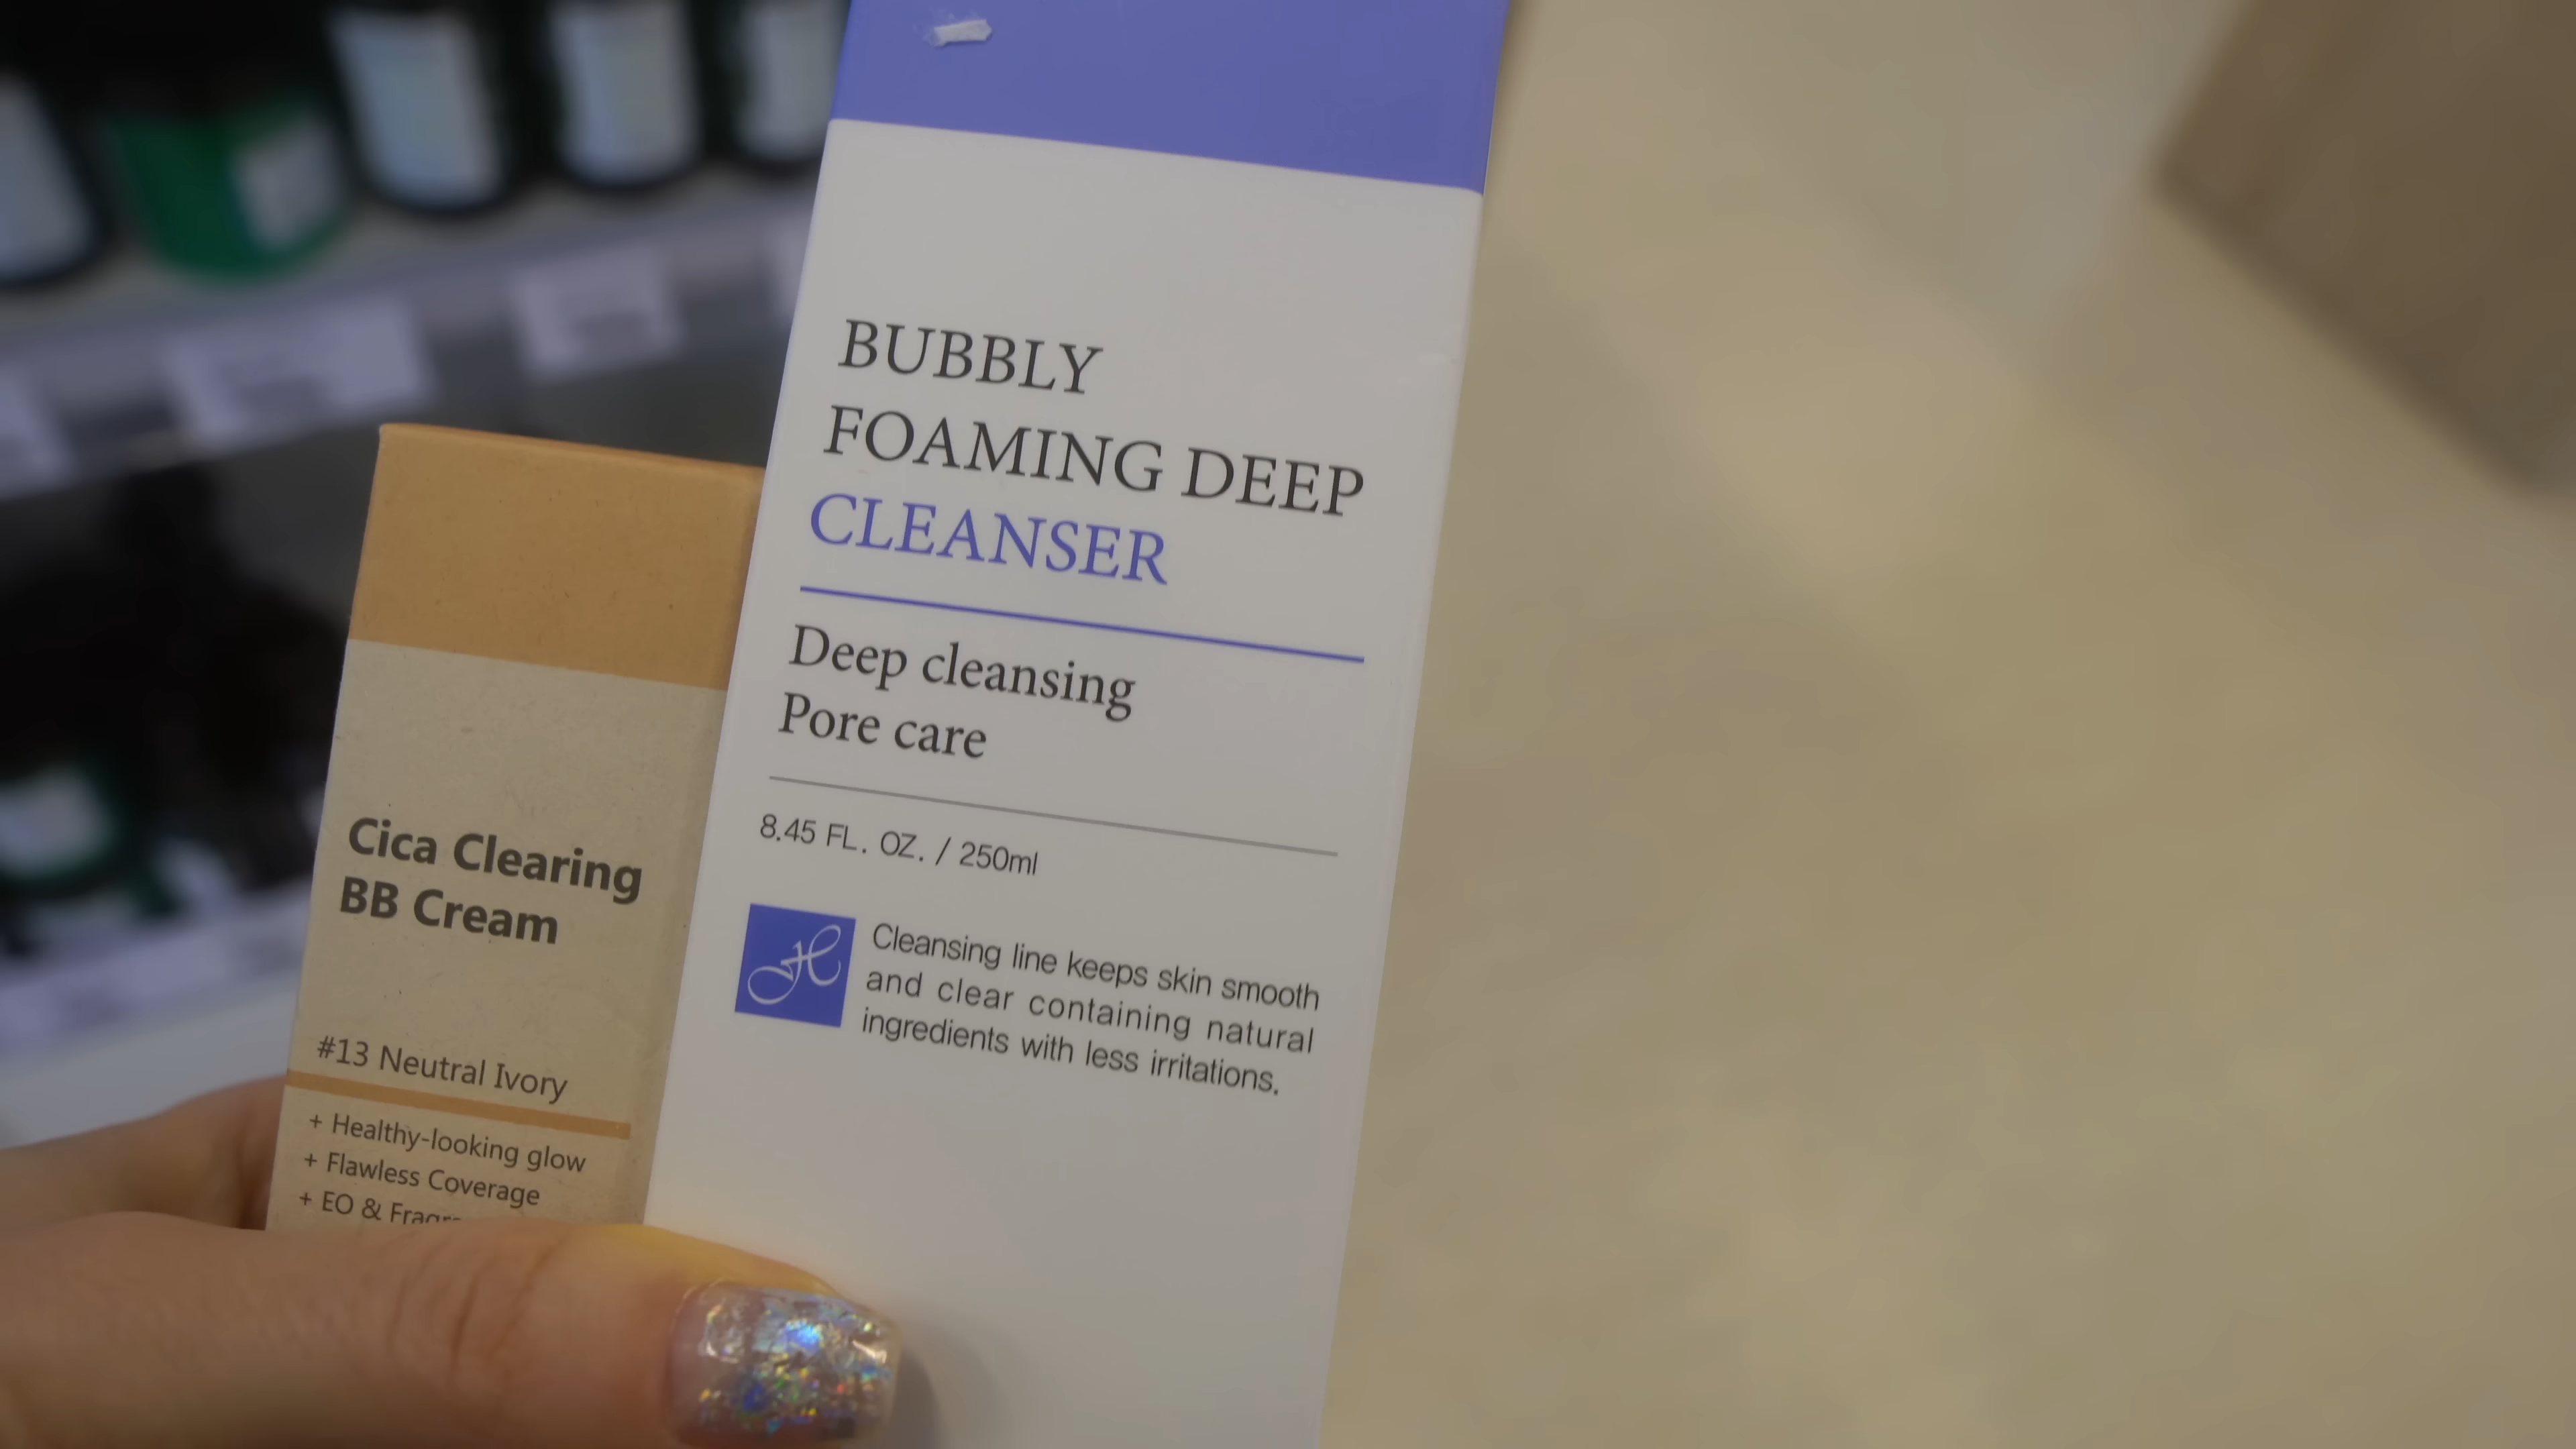 BUBBLY
FOAMING DEEP
CLEANSER
Deep cleansing
Pore care
8.45 FL. OZ. / 250ml
H
Cleansing line keeps skin smooth
and clear containing natural
ingredients with less irritations.
Cica Clearing
BB Cream
#13 Neutral Ivory
+ Healthy-looking glow
+ Flawless Coverage
+ EO &